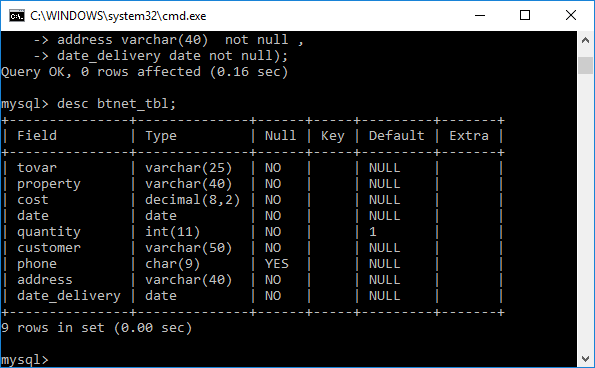 C:\WINDOWS\system32\cmd.exe
    -> address varchar(40)  not null ,
    -> date_delivery date not null);
Query OK, 0 rows affected (0.16 sec)
mysql> desc btnet_tbl;
+---------------+--------------+------+-----+---------+-------+
| Field         | Type         | Null | Key | Default | Extra |
+---------------+--------------+------+-----+---------+-------+
| tovar         | varchar(25)  | NO   |     | NULL    |       |
| property      | varchar(40)  | NO   |     | NULL    |       |
| cost          | decimal(8,2) | NO   |     | NULL    |       |
| date          | date         | NO   |     | NULL    |       |
| quantity      | int(11)      | NO   |     | 1       |       |
| customer      | varchar(50)  | NO   |     | NULL    |       |
| phone         | char(9)      | YES  |     | NULL    |       |
| address       | varchar(40)  | NO   |     | NULL    |       |
| date_delivery | date         | NO   |     | NULL    |       |
+---------------+--------------+------+-----+---------+-------+
9 rows in set (0.00 sec)
mysql>